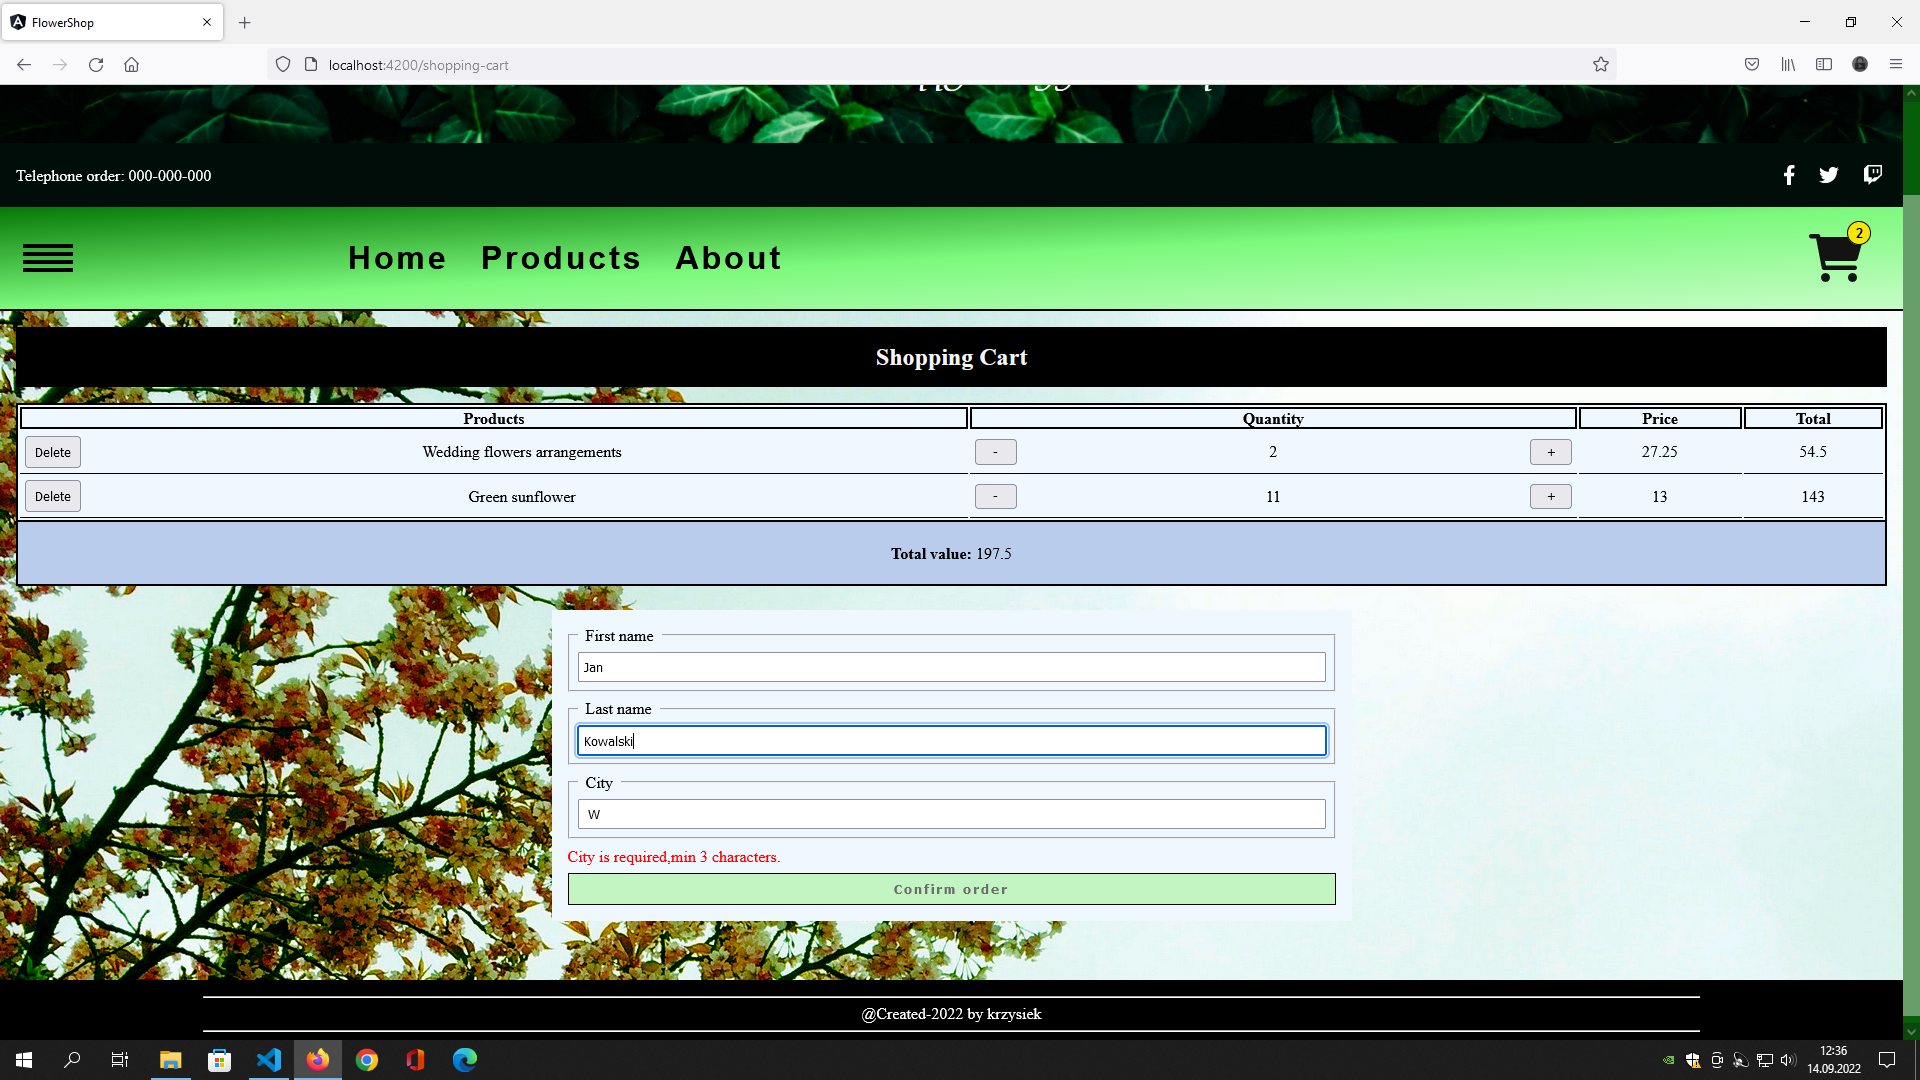 FlowerShop
localhost:4200/shopping-cart
Telephone order: 000-000-000
Home Products About
2
Shopping Cart
Products Quantity Price Total
Delete Wedding flowers arrangements - 2 + 27.25 54.5
Delete Green sunflower - 11 + 13 143
Total value: 197.5
First name
Jan
Last name
Kowalski
City
W
City is required,min 3 characters.
Confirm order
@Created-2022 by krzysiek
12:36
14.09.2022